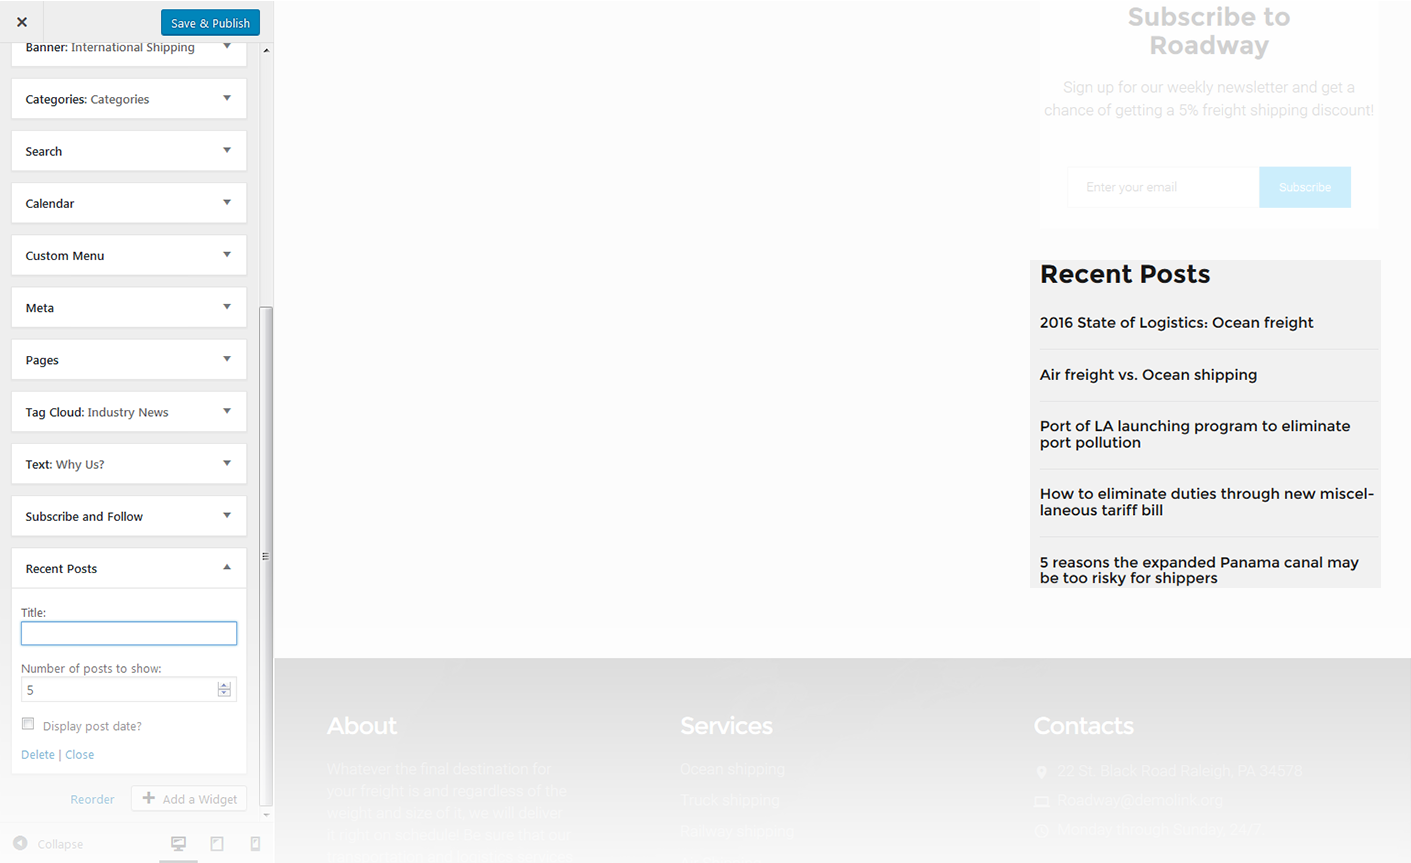 Save & Publish
Banner: International Shipping
Categories: Categories
Search
Calendar
Custom Menu
Meta
Pages
Tag Cloud: Industry News
Text: Why Us?
Subscribe and Follow
Recent Posts
Title:
Number of posts to show:
5
Display post date?
Delete | Close
Reorder
Add a Widget
Collapse
Subscribe to
Roadway
Sign up for our weekly newsletter and get a
chance of getting a 5% freight shipping discount!
Enter your email
Subscribe
Recent Posts
2016 State of Logistics: Ocean freight
Air freight vs. Ocean shipping
Port of LA launching program to eliminate
port pollution
How to eliminate duties through new miscel-
laneous tariff bill
5 reasons the expanded Panama canal may
be too risky for shippers
About
Whatever the final destination for
your freight is and regardless of the
weight and size of it, we will deliver
it right on schedule! Be sure that our
Services
Ocean shipping
Truck shipping
Railway shipping
Contacts
22 St. Black Road Raleigh, PA 34578
Roadway@demolink.org
Monday through Sunday, 24/7